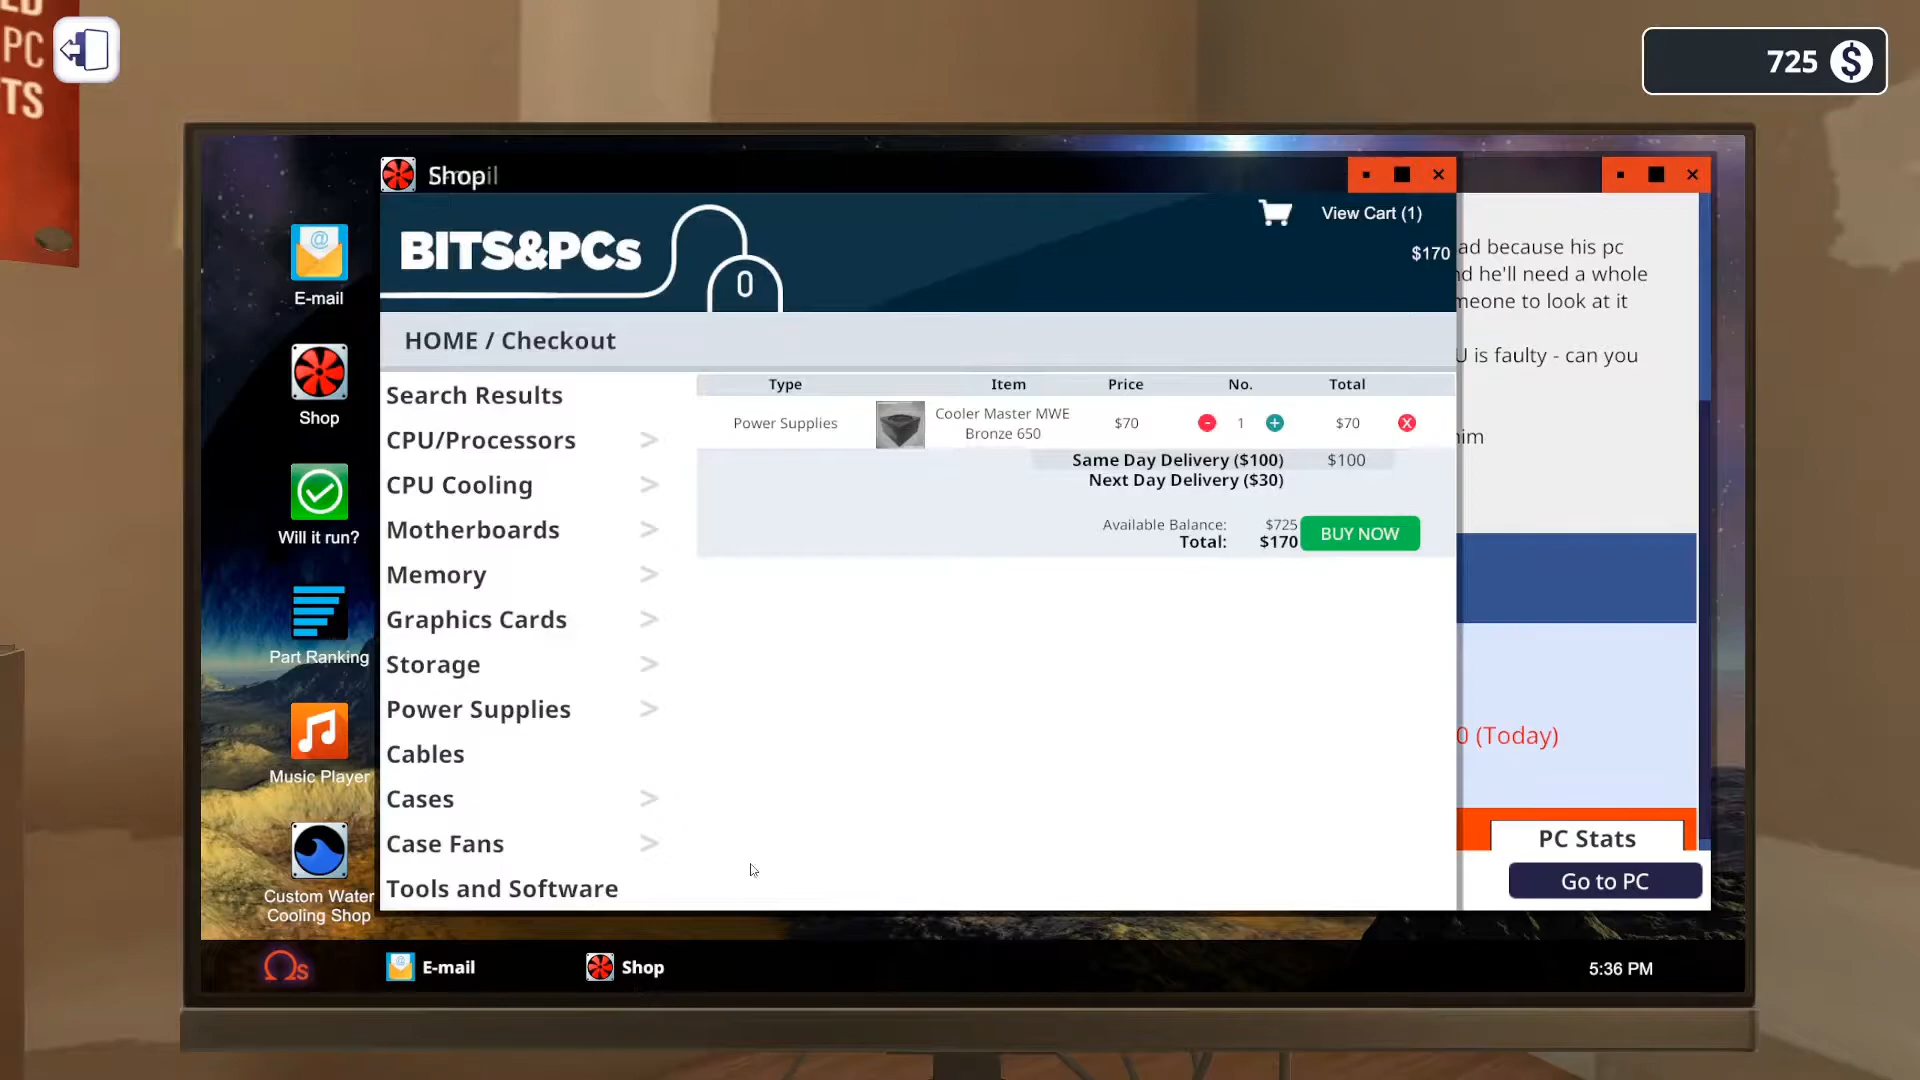 PC
TS
725
Shop
BITS&PCs
View Cart (1)
$170
HOME / Checkout
Search Results
CPU/Processors
CPU Cooling
Motherboards
Memory
Graphics Cards
Storage
Power Supplies
Cables
Cases
Case Fans
Tools and Software
Type Item Price No. Total
Power Supplies Cooler Master MWE $70 1 $70
Bronze 650
Same Day Delivery ($100) $100
Next Day Delivery ($30)
Available Balance: $725
Total: $170
BUY NOW
ad because his pc
nd he'll need a whole
meone to look at it
U is faulty - can you
him
0 (Today)
PC Stats
Go to PC
E-mail
Shop
Will it run?
Part Ranking
Music Player
Custom Water
Cooling Shop
Ωs
E-mail
Shop
5:36 PM